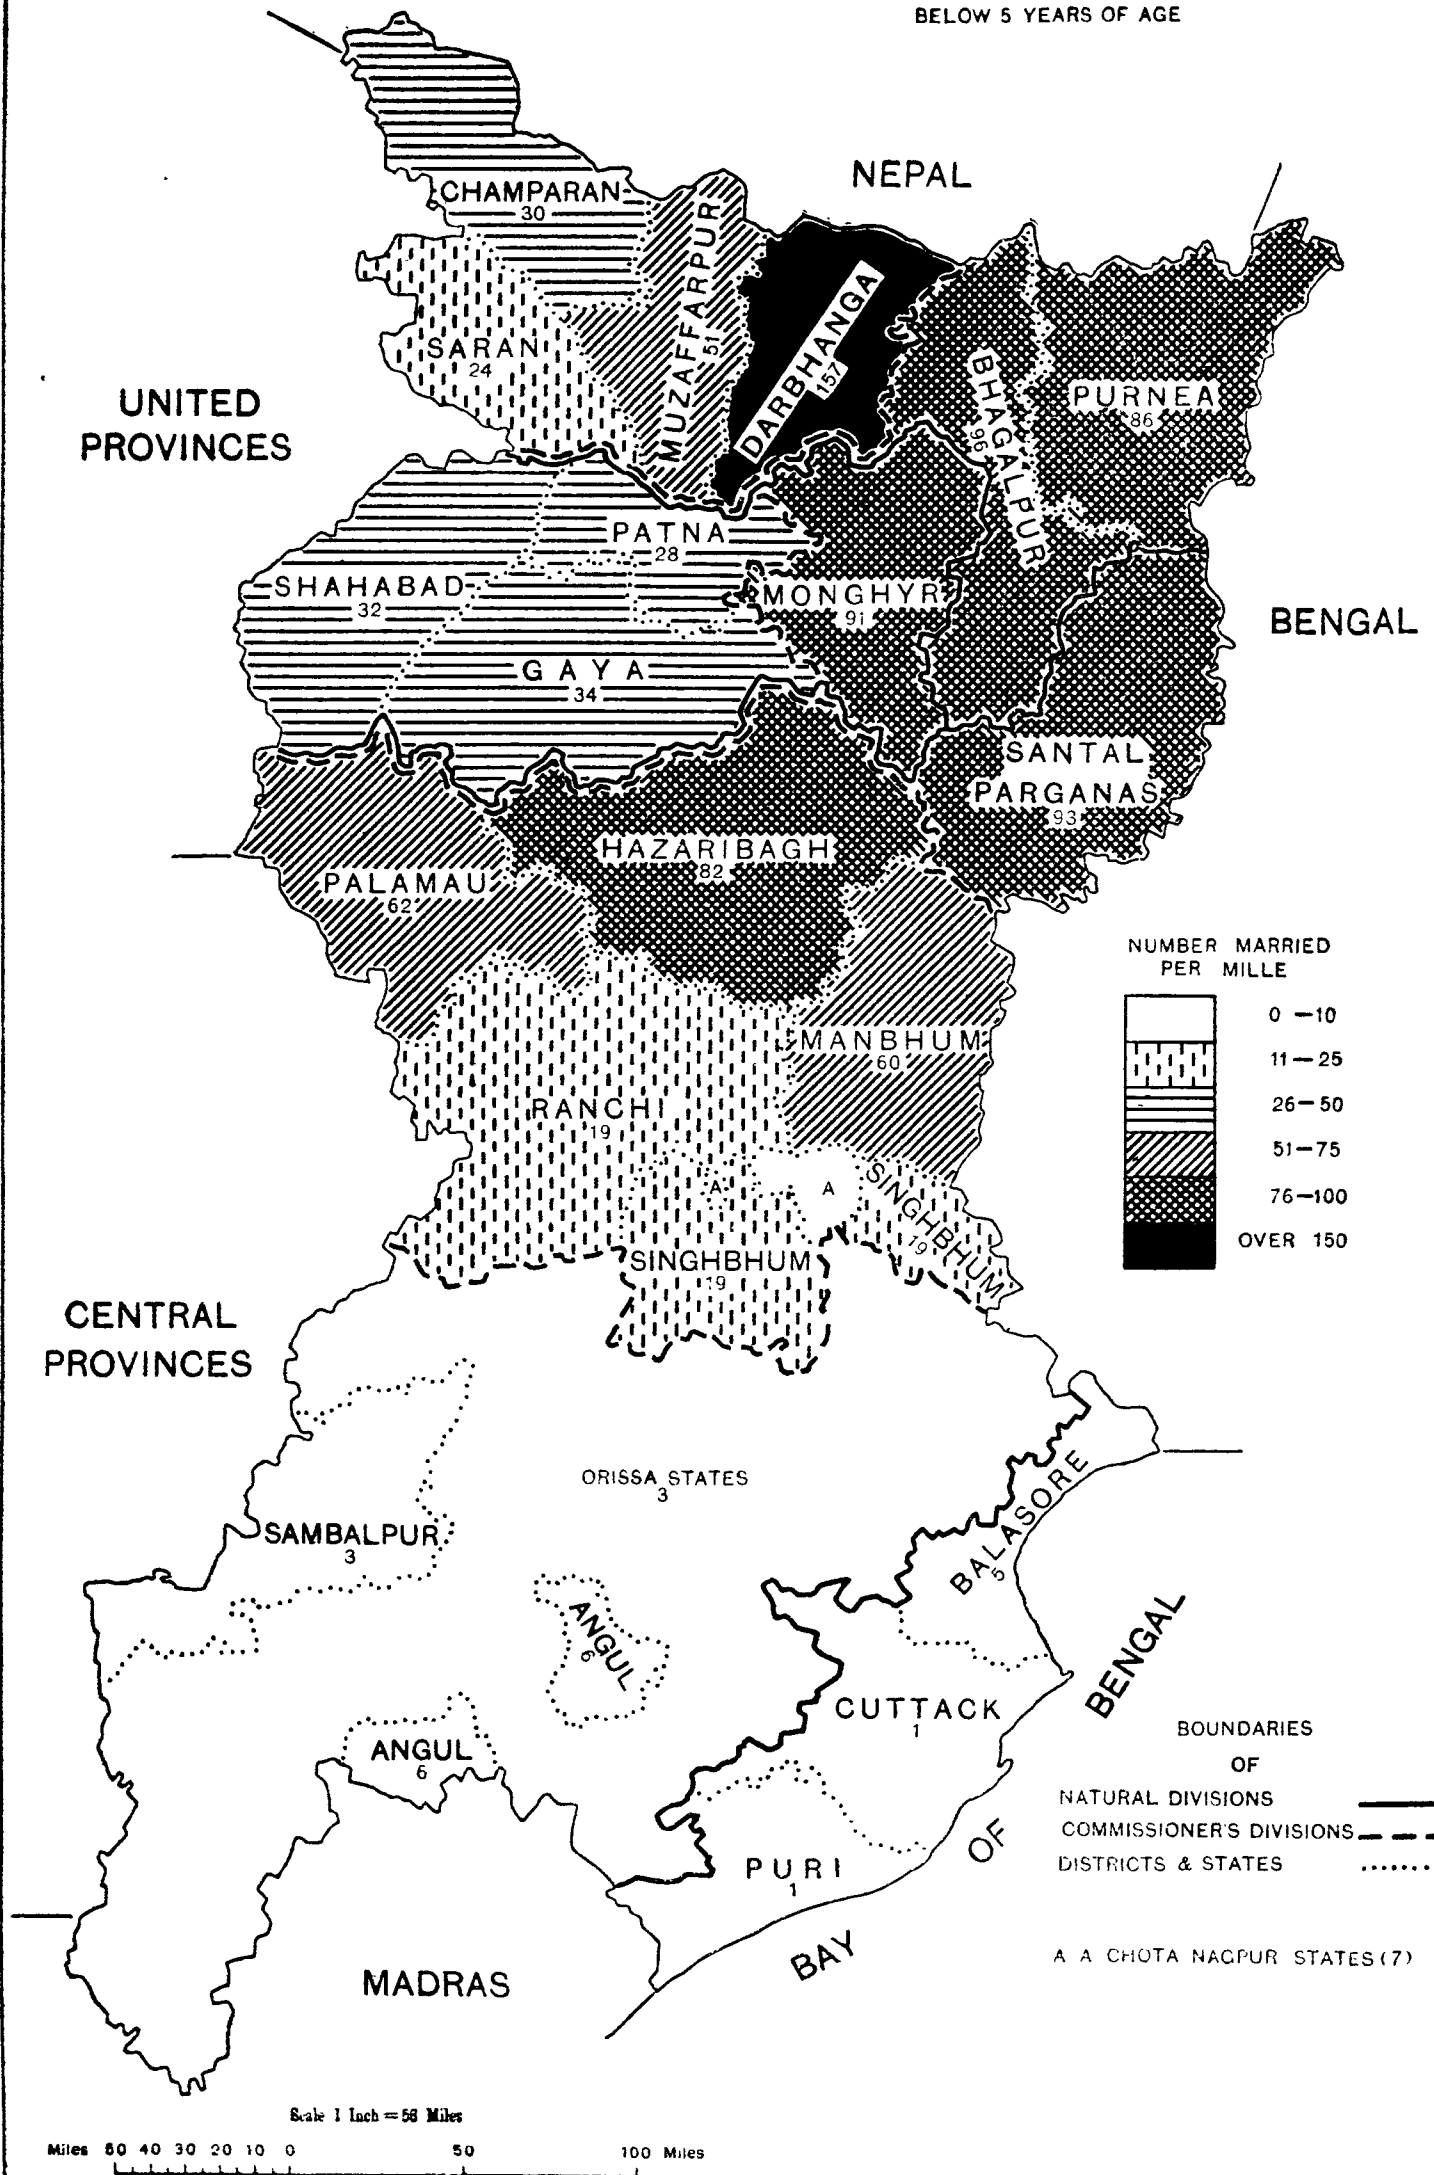 BELOW 5 YEARS OF AGE
NEPAL
CHAMPARAN
30
MUZAFFARPUR
51
DARBHANGA
157
SARAN
24
BHAGALPUR
96
PURNEA
86
UNITED
PROVINCES
PATNA
28
SHAHABAD
32
MONGHYR
91
BENGAL
GAYA
34
SANTAL
PARGANAS
93
HAZARIBAGH
82
PALAMAU
62
NUMBER MARRIED
PER MILLE
0 — 10
11 — 25
26 — 50
51 — 75
76 — 100
OVER 150
MANBHUM
60
RANCHI
19
A
A
SINGHBHUM
19
SINGHBHUM
19
CENTRAL
PROVINCES
ORISSA STATES
3
BALASORE
5
SAMBALPUR
3
ANGUL
6
CUTTACK
1
ANGUL
6
PURI
1
BAY OF BENGAL
MADRAS
BOUNDARIES
OF
NATURAL DIVISIONS
COMMISSIONER'S DIVISIONS
DISTRICTS & STATES
A A CHOTA NAGPUR STATES (7)
Scale 1 Inch = 56 Miles
Miles 50 40 30 20 10 0 50 100 Miles